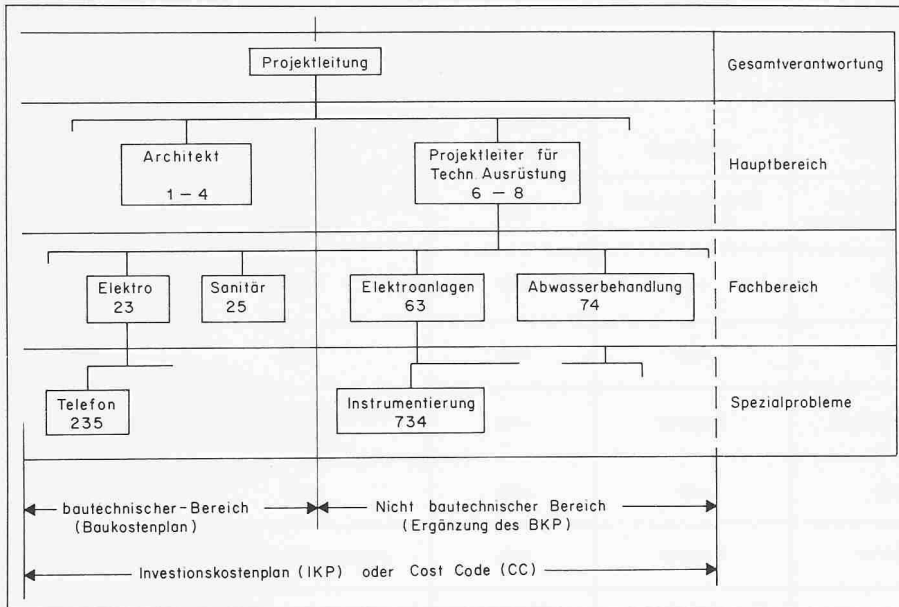 Projektleitung
Gesamtverantwortung
Architekt
1 – 4
Projektleiter für
Techn. Ausrüstung
6 – 8
Hauptbereich
Elektro
23
Sanitär
25
Elektroanlagen
63
Abwasserbehandlung
74
Fachbereich
Telefon
235
Instrumentierung
734
Spezialprobleme
bautechnischer-Bereich
(Baukostenplan)
Nicht bautechnischer Bereich
(Ergänzung des BKP)
Investionskostenplan (IKP) oder Cost Code (CC)